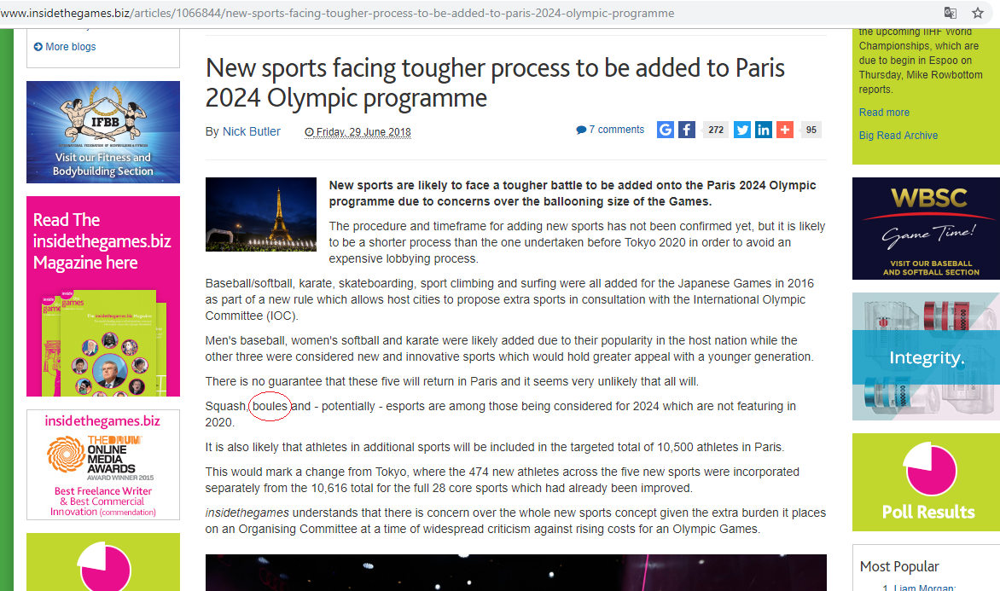 www.insidethegames.biz/articles/1066844/new-sports-facing-tougher-process-to-be-added-to-paris-2024-olympic-programme
More blogs
IFBB
INTERNATIONAL FEDERATION OF BODYBUILDING & FITNESS
Visit our Fitness and
Bodybuilding Section
Read The
insidethegames.biz
Magazine here
insidethegames.biz
THE DRUM
ONLINE
MEDIA
AWARDS
AWARD WINNER 2015
Best Freelance Writer
& Best Commercial
Innovation (commendation)
New sports facing tougher process to be added to Paris
2024 Olympic programme
By Nick Butler
Friday, 29 June 2018
7 comments
272
95
New sports are likely to face a tougher battle to be added onto the Paris 2024 Olympic
programme due to concerns over the ballooning size of the Games.
The procedure and timeframe for adding new sports has not been confirmed yet, but it is likely
to be a shorter process than the one undertaken before Tokyo 2020 in order to avoid an
expensive lobbying process.
Baseball/softball, karate, skateboarding, sport climbing and surfing were all added for the Japanese Games in 2016
as part of a new rule which allows host cities to propose extra sports in consultation with the International Olympic
Committee (IOC).
Men's baseball, women's softball and karate were likely added due to their popularity in the host nation while the
other three were considered new and innovative sports which would hold greater appeal with a younger generation.
There is no guarantee that these five will return in Paris and it seems very unlikely that all will.
Squash, boules and - potentially - esports are among those being considered for 2024 which are not featuring in
2020.
It is also likely that athletes in additional sports will be included in the targeted total of 10,500 athletes in Paris.
This would mark a change from Tokyo, where the 474 new athletes across the five new sports were incorporated
separately from the 10,616 total for the full 28 core sports which had already been improved.
insidethegames understands that there is concern over the whole new sports concept given the extra burden it places
on an Organising Committee at a time of widespread criticism against rising costs for an Olympic Games.
the upcoming IIHF World
Championships, which are
due to begin in Espoo on
Thursday, Mike Rowbottom
reports.
Read more
Big Read Archive
WBSC
Game Time!
VISIT OUR BASEBALL
AND SOFTBALL SECTION
Integrity.
Poll Results
Most Popular
1. Liam Morgan: